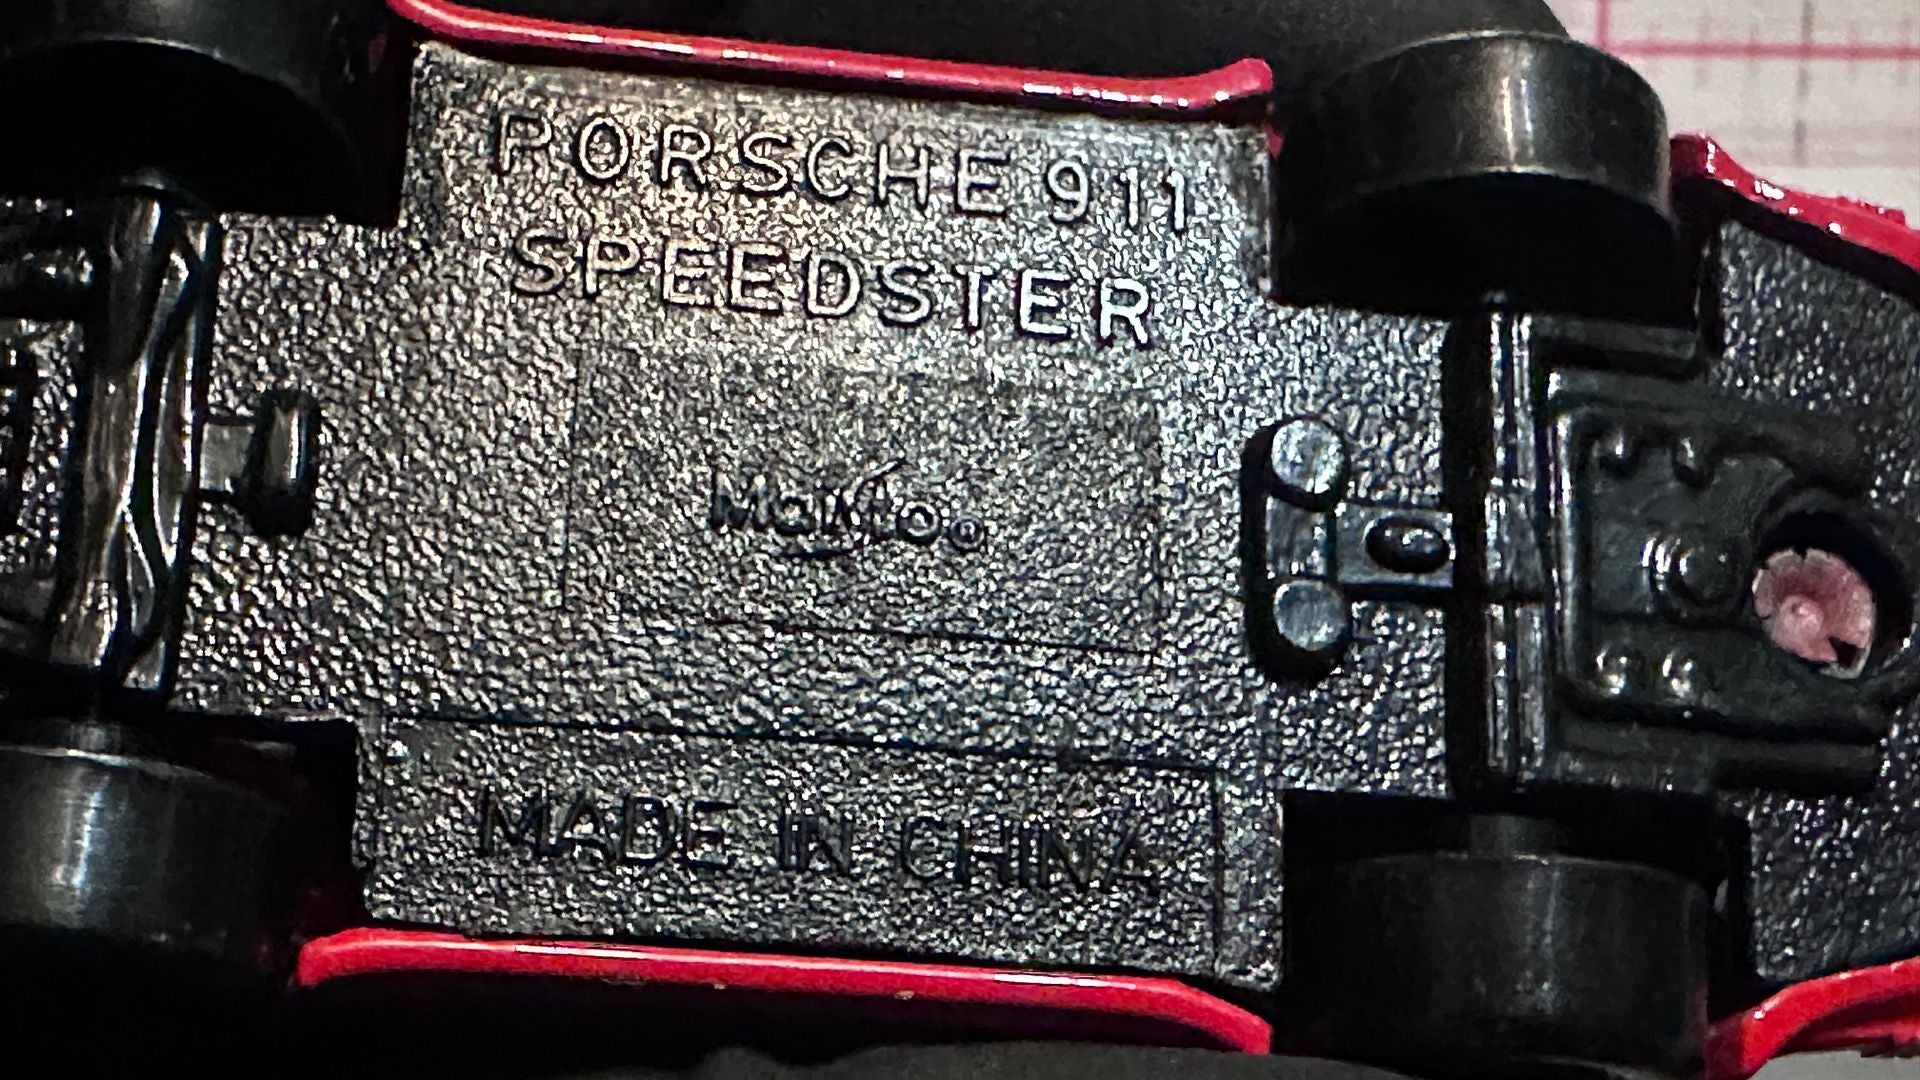 PORSCHE 911
SPEEDSTER
Maisto®
MADE IN CHINA